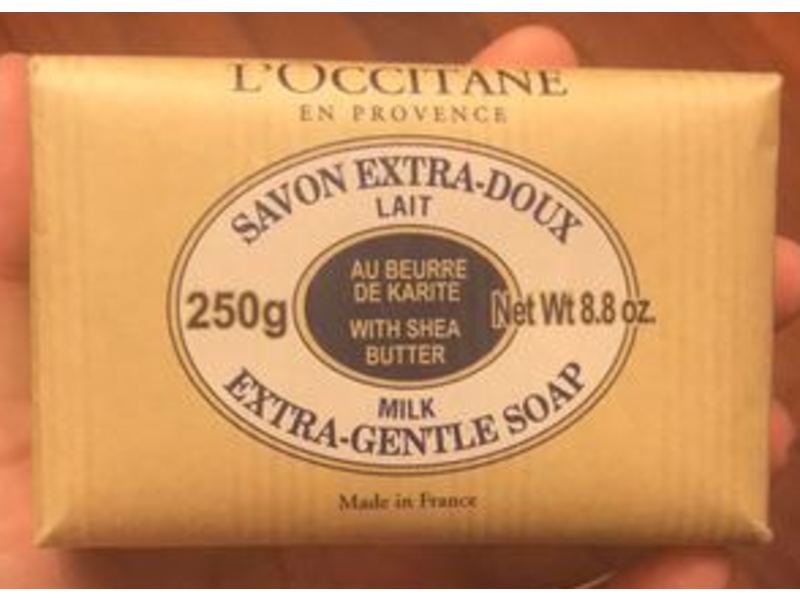 L'OCCITANE
EN PROVENCE
SAVON EXTRA-DOUX
LAIT
AU BEURRE
DE KARITE
250g
Net Wt 8.8 oz.
WITH SHEA
BUTTER
MILK
EXTRA-GENTLE SOAP
Made in France